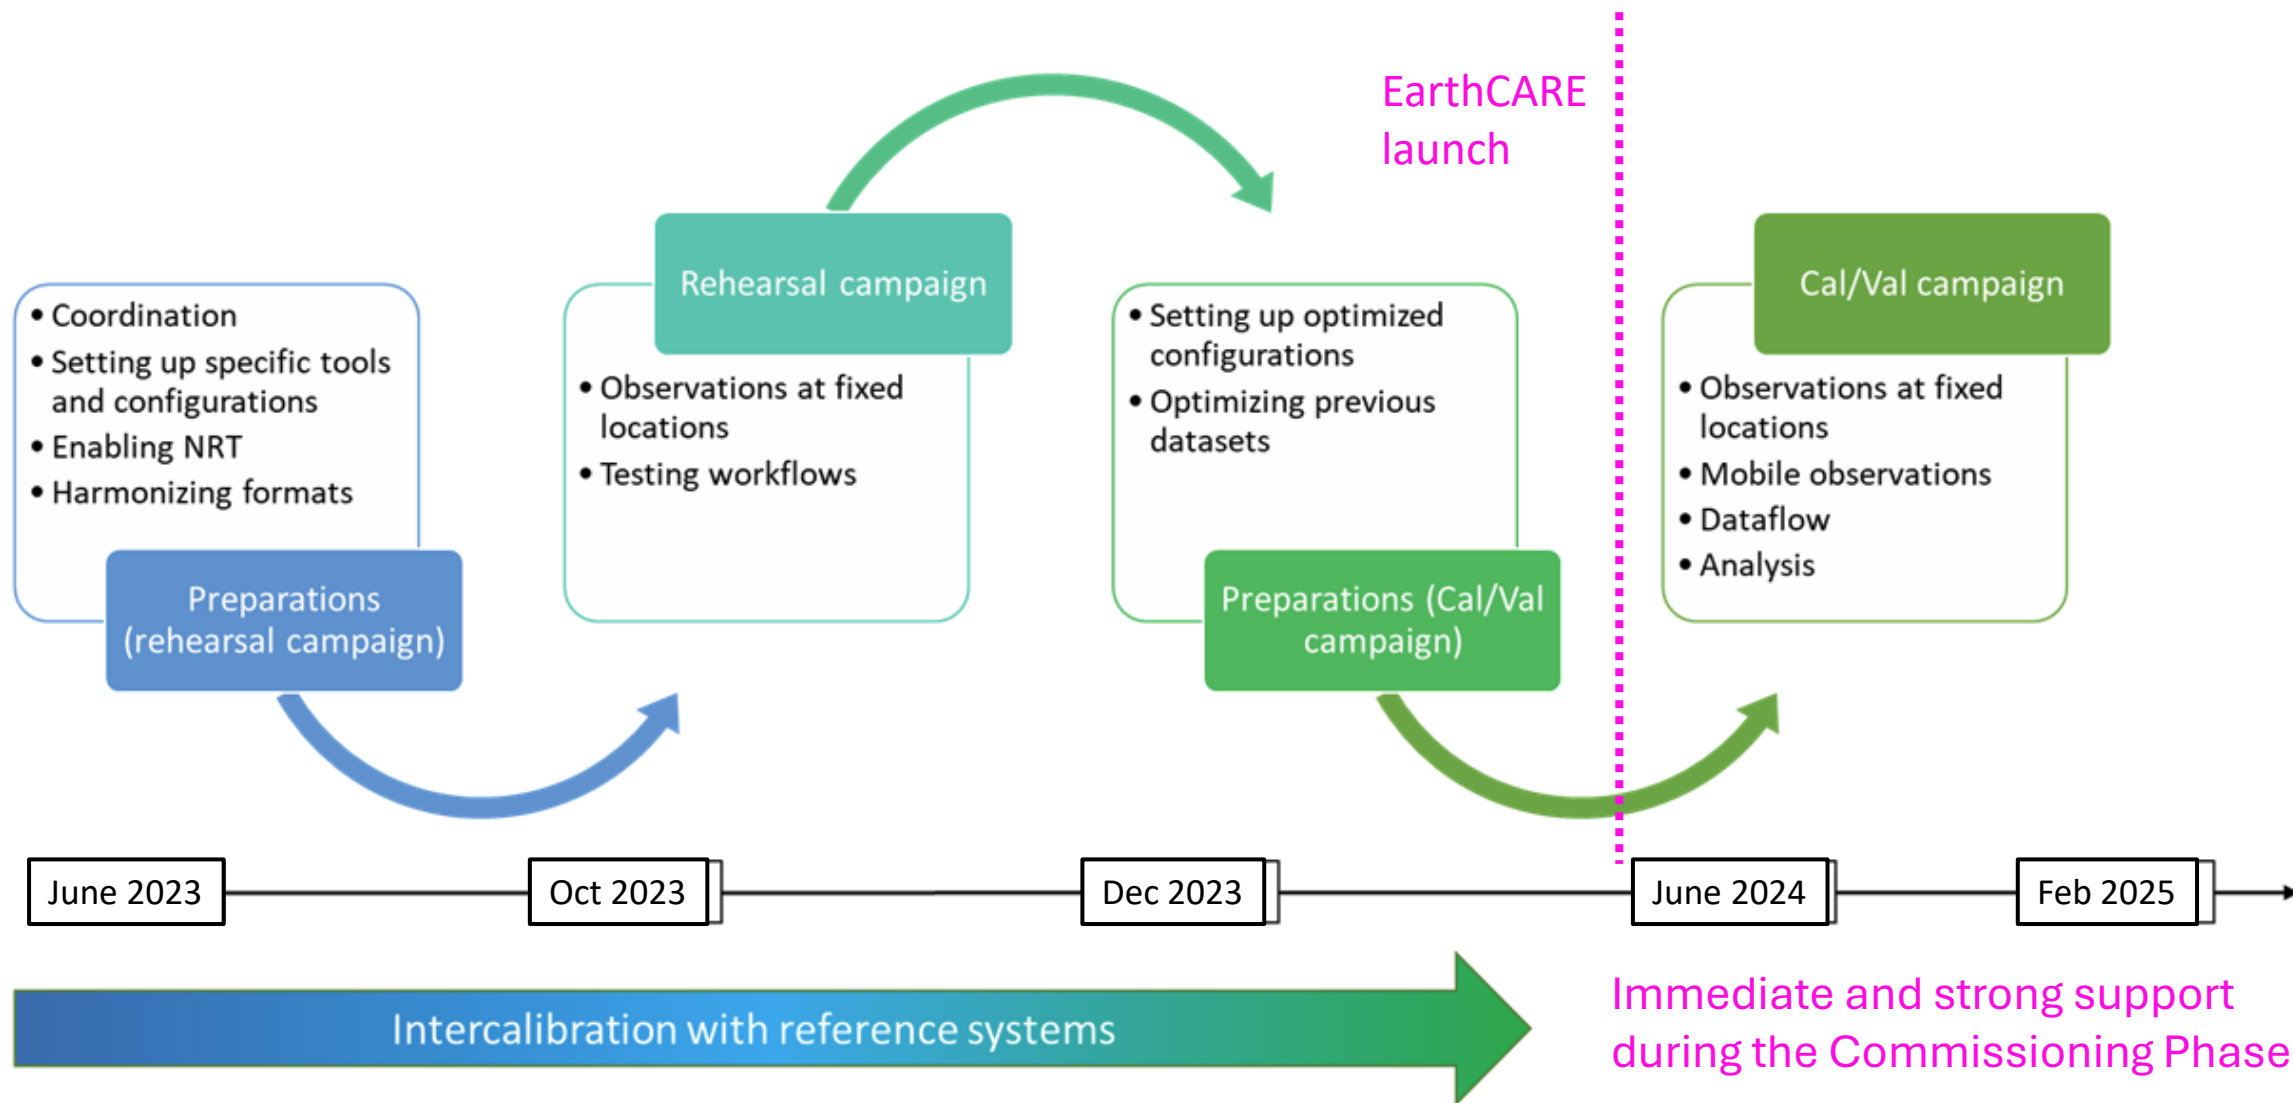 EarthCARE
launch
• Coordination
• Setting up specific tools
and configurations
• Enabling NRT
• Harmonizing formats
Preparations
(rehearsal campaign)
Rehearsal campaign
• Observations at fixed
locations
• Testing workflows
• Setting up optimized
configurations
• Optimizing previous
datasets
Preparations (Cal/Val
campaign)
Cal/Val campaign
• Observations at fixed
locations
• Mobile observations
• Dataflow
• Analysis
June 2023
Oct 2023
Dec 2023
June 2024
Feb 2025
Intercalibration with reference systems
Immediate and strong support
during the Commissioning Phase